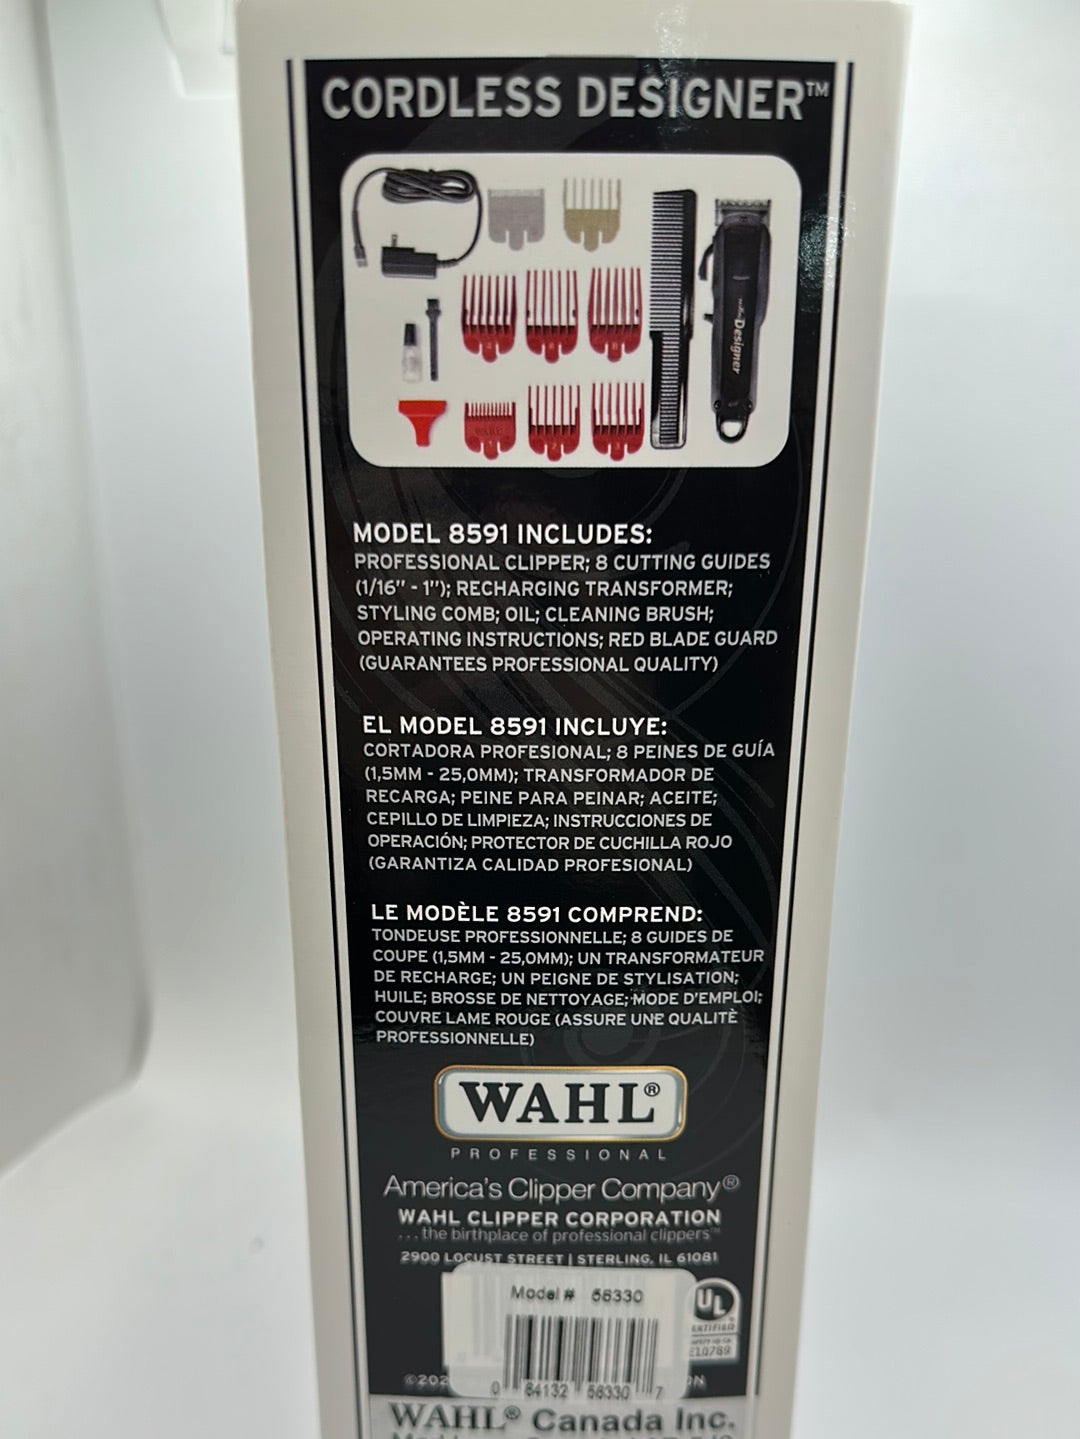 CORDLESS DESIGNER™
Designer
MODEL 8591 INCLUDES:
PROFESSIONAL CLIPPER; 8 CUTTING GUIDES
(1/16" - 1"); RECHARGING TRANSFORMER;
STYLING COMB; OIL; CLEANING BRUSH;
OPERATING INSTRUCTIONS; RED BLADE GUARD
(GUARANTEES PROFESSIONAL QUALITY)
EL MODEL 8591 INCLUYE:
CORTADORA PROFESIONAL; 8 PEINES DE GUÍA
(1,5MM - 25,0MM); TRANSFORMADOR DE
RECARGA; PEINE PARA PEINAR; ACEITE;
CEPILLO DE LIMPIEZA; INSTRUCCIONES DE
OPERACIÓN; PROTECTOR DE CUCHILLA ROJO
(GARANTIZA CALIDAD PROFESIONAL)
LE MODÈLE 8591 COMPREND:
TONDEUSE PROFESSIONNELLE; 8 GUIDES DE
COUPE (1,5MM - 25,0MM); UN TRANSFORMATEUR
DE RECHARGE; UN PEIGNE DE STYLISATION;
HUILE; BROSSE DE NETTOYAGE; MODE D'EMPLOI;
COUVRE LAME ROUGE (ASSURE UNE QUALITÈ
PROFESSIONNELLE)
WAHL®
PROFESSIONAL
America's Clipper Company®
WAHL CLIPPER CORPORATION
...the birthplace of professional clippers™
2900 LOCUST STREET | STERLING, IL 61081
Model # 56330
UL®
CERTIFIED
E10789
0 84132 56330 7
©202
WAHL® Canada Inc.